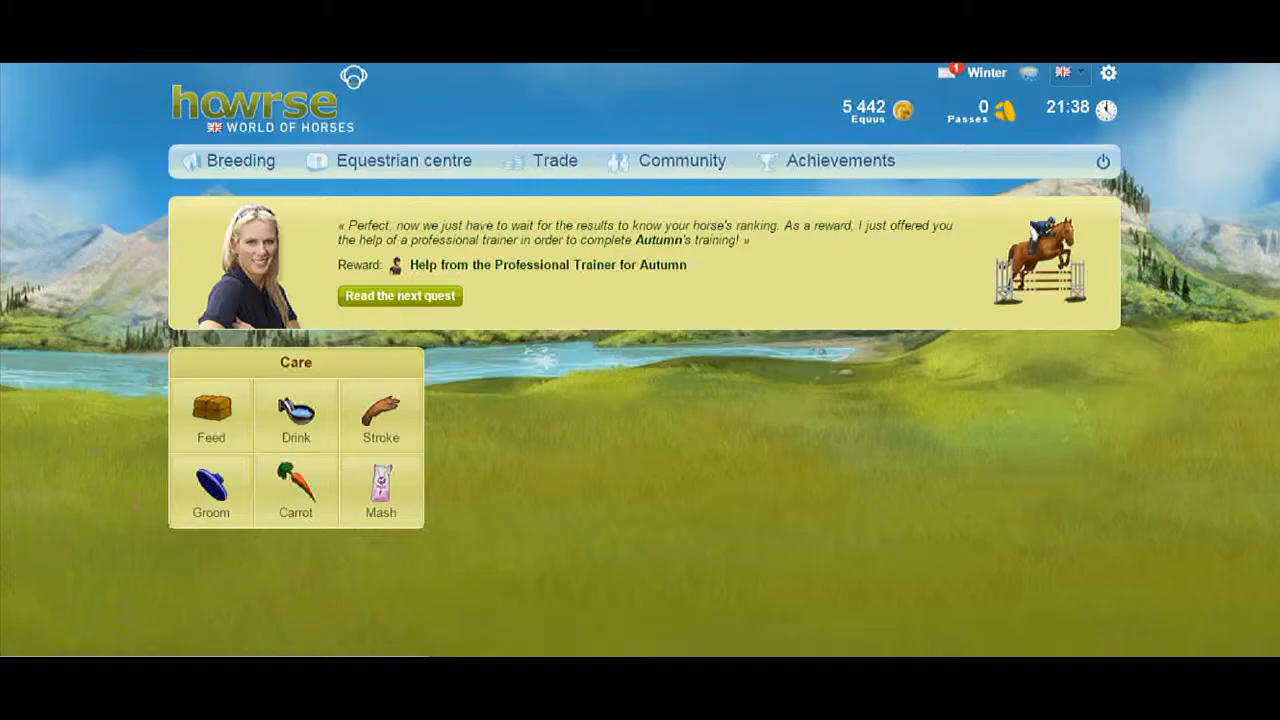 1 Winter
howrse
WORLD OF HORSES
5 442
Equus
0
Passes
21:38
Breeding
Equestrian centre
Trade
Community
Achievements
« Perfect, now we just have to wait for the results to know your horse's ranking. As a reward, I just offered you
the help of a professional trainer in order to complete Autumn's training! »
Reward: Help from the Professional Trainer for Autumn
Read the next quest
Care
Feed
Drink
Stroke
Groom
Carrot
Mash